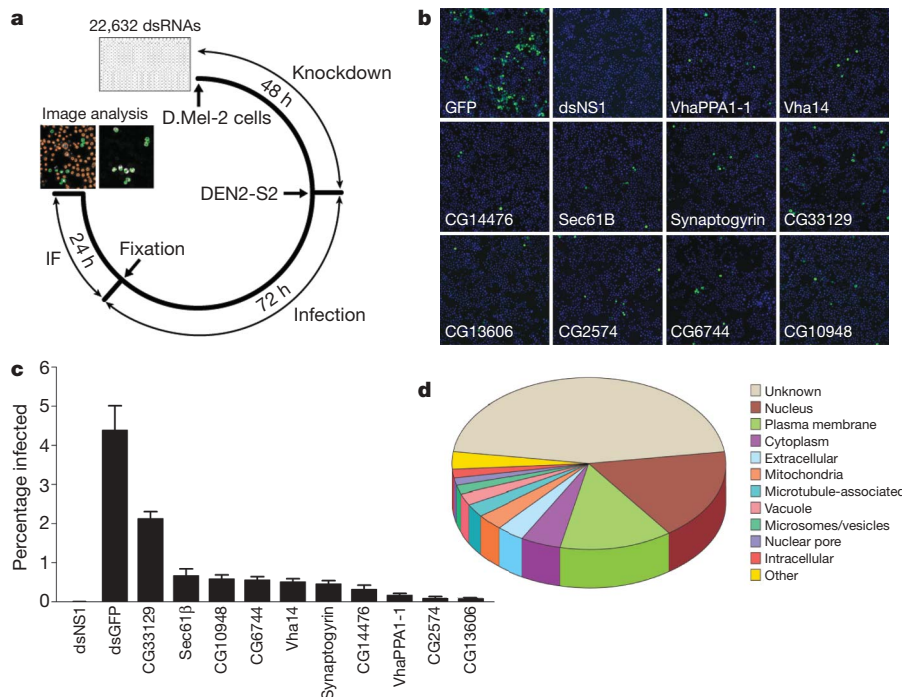 a
22,632 dsRNAs
Knockdown
48 h
D.Mel-2 cells
Image analysis
DEN2-S2
Fixation
IF
24 h
72 h
Infection
b
GFP
dsNS1
VhaPPA1-1
Vha14
CG14476
Sec61B
Synaptogyrin
CG33129
CG13606
CG2574
CG6744
CG10948
c
Percentage infected
6
5
4
3
2
1
0
dsNS1
dsGFP
CG33129
Sec61β
CG10948
CG6744
Vha14
Synaptogyrin
CG14476
VhaPPA1-1
CG2574
CG13606
d
Unknown
Nucleus
Plasma membrane
Cytoplasm
Extracellular
Mitochondria
Microtubule-associated
Vacuole
Microsomes/vesicles
Nuclear pore
Intracellular
Other